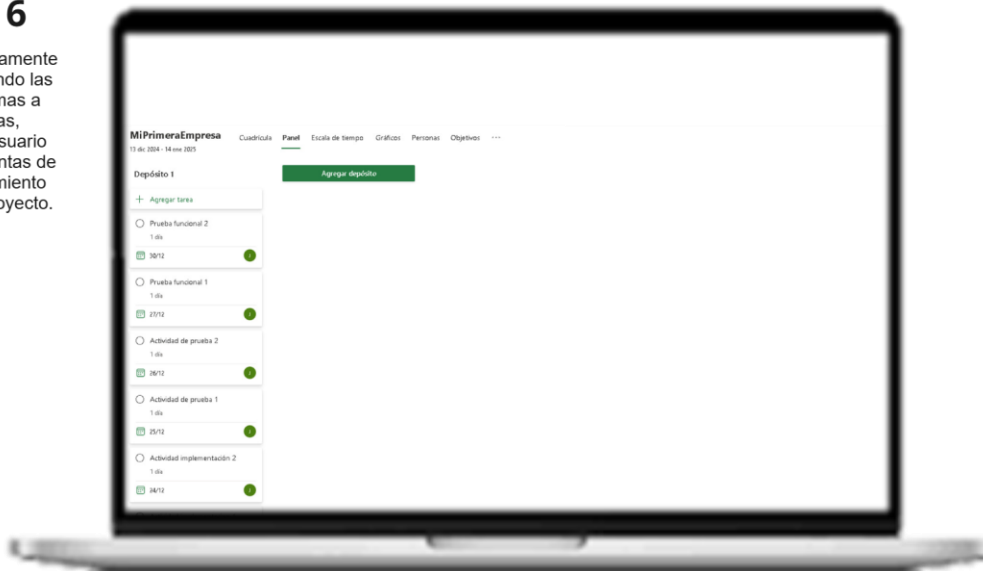 6
amente
ndo las
mas a
as,
suario
ntas de
miento
oyecto.
MiPrimeraEmpresa
Cuadrícula Panel Escala de tiempo Gráficos Personas Objetivos ...
13 dic 2024 - 14 ene 2025
Depósito 1
Agregar depósito
+ Agregar tarea
Prueba funcional 2
1 día
30/12
Prueba funcional 1
1 día
27/12
Actividad de prueba 2
1 día
26/12
Actividad de prueba 1
1 día
25/12
Actividad implementación 2
1 día
24/12